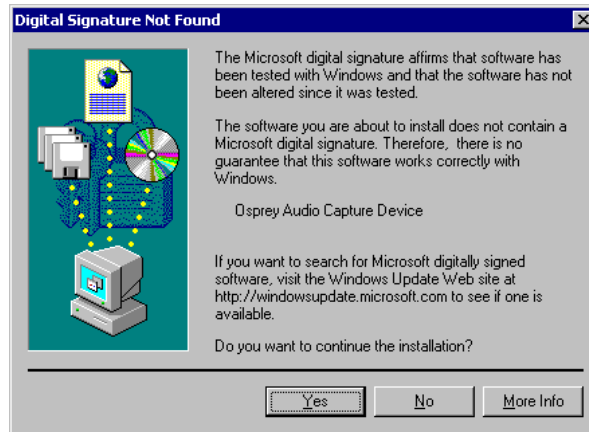 Digital Signature Not Found
The Microsoft digital signature affirms that software has
been tested with Windows and that the software has not
been altered since it was tested.
The software you are about to install does not contain a
Microsoft digital signature. Therefore, there is no
guarantee that this software works correctly with
Windows.
Osprey Audio Capture Device
If you want to search for Microsoft digitally signed
software, visit the Windows Update Web site at
http://windowsupdate.microsoft.com to see if one is
available.
Do you want to continue the installation?
Yes No More Info